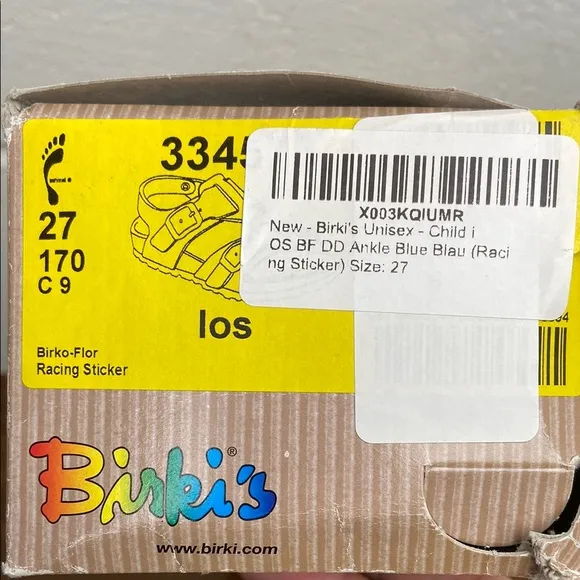 3345
27
170
C 9
Ios
Birko-Flor
Racing Sticker
X003KQIUMR
New - Birki's Unisex - Child i
OS BF DD Ankle Blue Blau (Raci
ng Sticker) Size: 27
Birki's®
www.birki.com